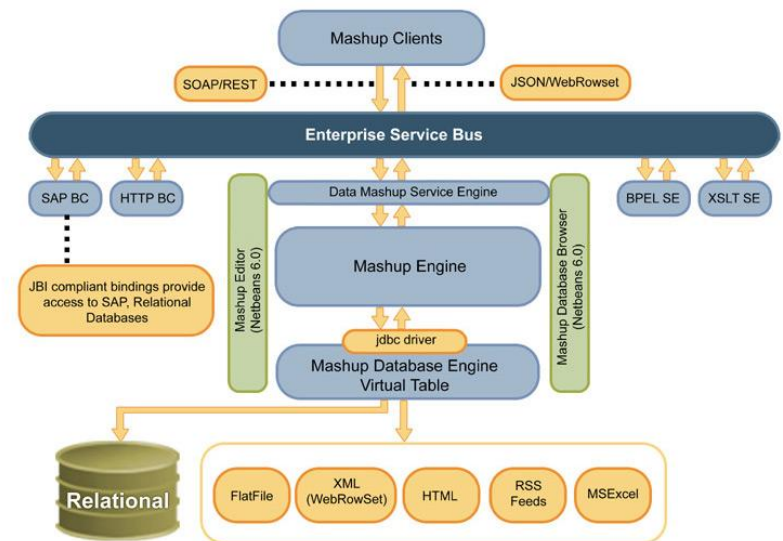 Mashup Clients
SOAP/REST
JSON/WebRowset
Enterprise Service Bus
SAP BC
HTTP BC
Data Mashup Service Engine
BPEL SE
XSLT SE
Mashup Editor
(Netbeans 6.0)
Mashup Engine
Mashup Database Browser
(Netbeans 6.0)
JBI compliant bindings provide
access to SAP, Relational
Databases
jdbc driver
Mashup Database Engine
Virtual Table
Relational
FlatFile
XML
(WebRowSet)
HTML
RSS
Feeds
MSExcel